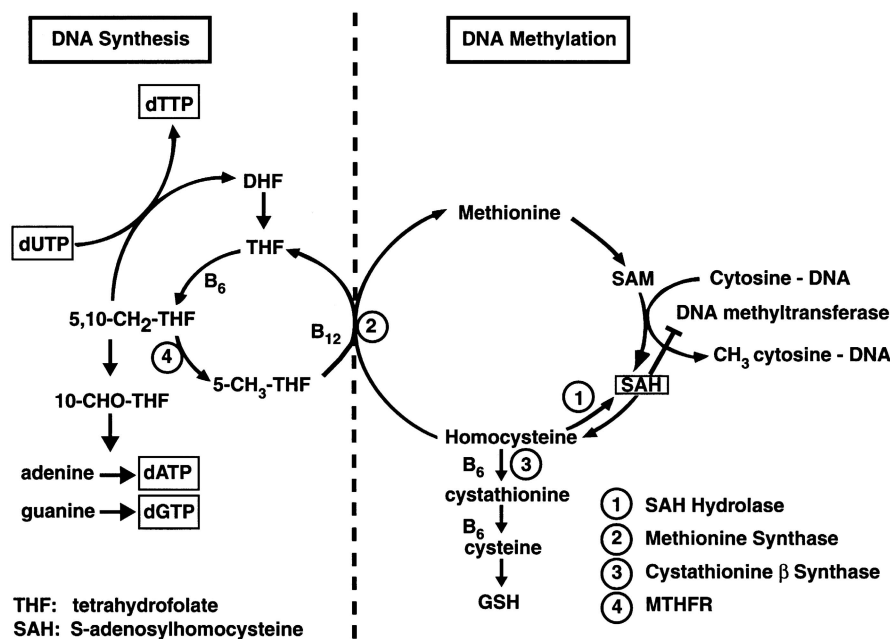 DNA Synthesis
DNA Methylation
dTTP
DHF
dUTP
THF
B6
5,10-CH2-THF
4
5-CH3-THF
10-CHO-THF
adenine
dATP
guanine
dGTP
B12
2
Methionine
SAM
Cytosine - DNA
DNA methyltransferase
CH3 cytosine - DNA
SAH
1
Homocysteine
B6
3
cystathionine
B6
cysteine
GSH
1 SAH Hydrolase
2 Methionine Synthase
3 Cystathionine β Synthase
4 MTHFR
THF: tetrahydrofolate
SAH: S-adenosylhomocysteine